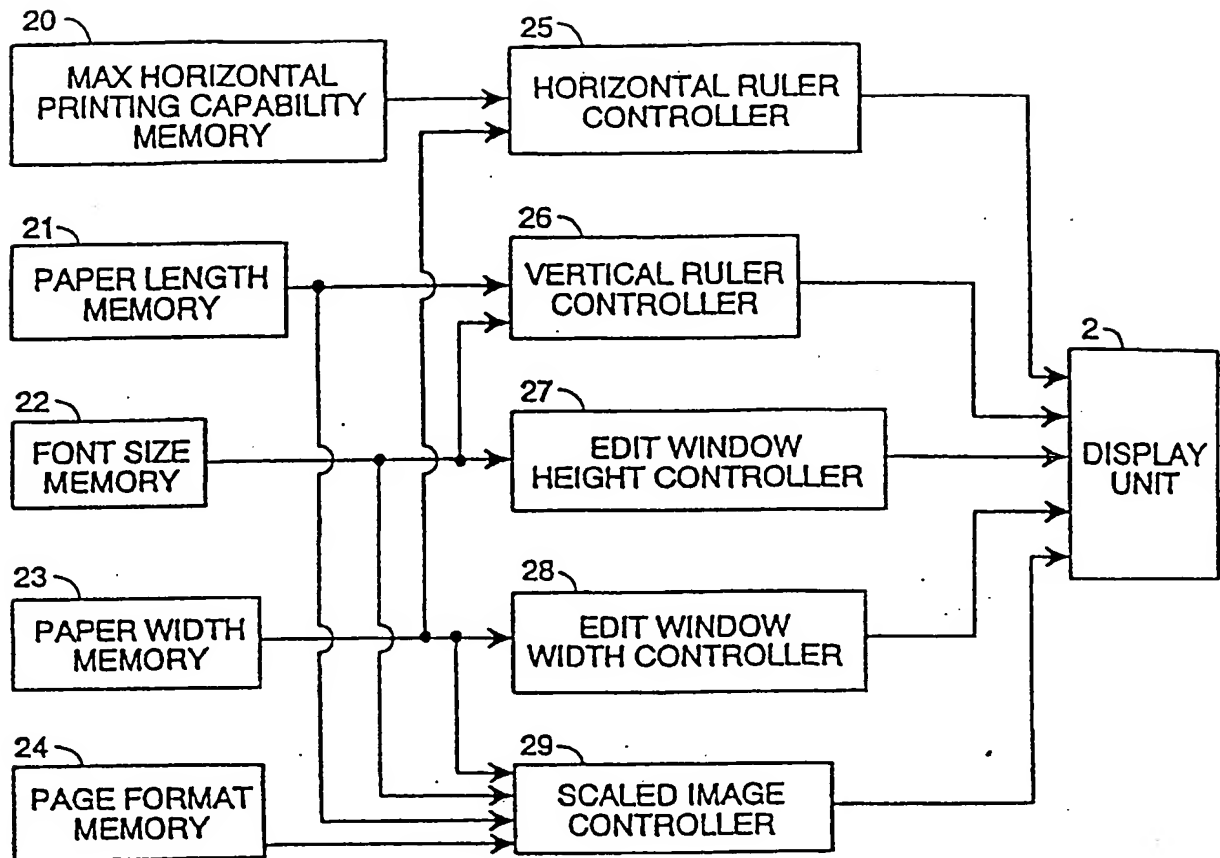 20
MAX HORIZONTAL
PRINTING CAPABILITY
MEMORY
25
HORIZONTAL RULER
CONTROLLER
21
PAPER LENGTH
MEMORY
26
VERTICAL RULER
CONTROLLER
2
DISPLAY
UNIT
22
FONT SIZE
MEMORY
27
EDIT WINDOW
HEIGHT CONTROLLER
23
PAPER WIDTH
MEMORY
28
EDIT WINDOW
WIDTH CONTROLLER
24
PAGE FORMAT
MEMORY
29
SCALED IMAGE
CONTROLLER